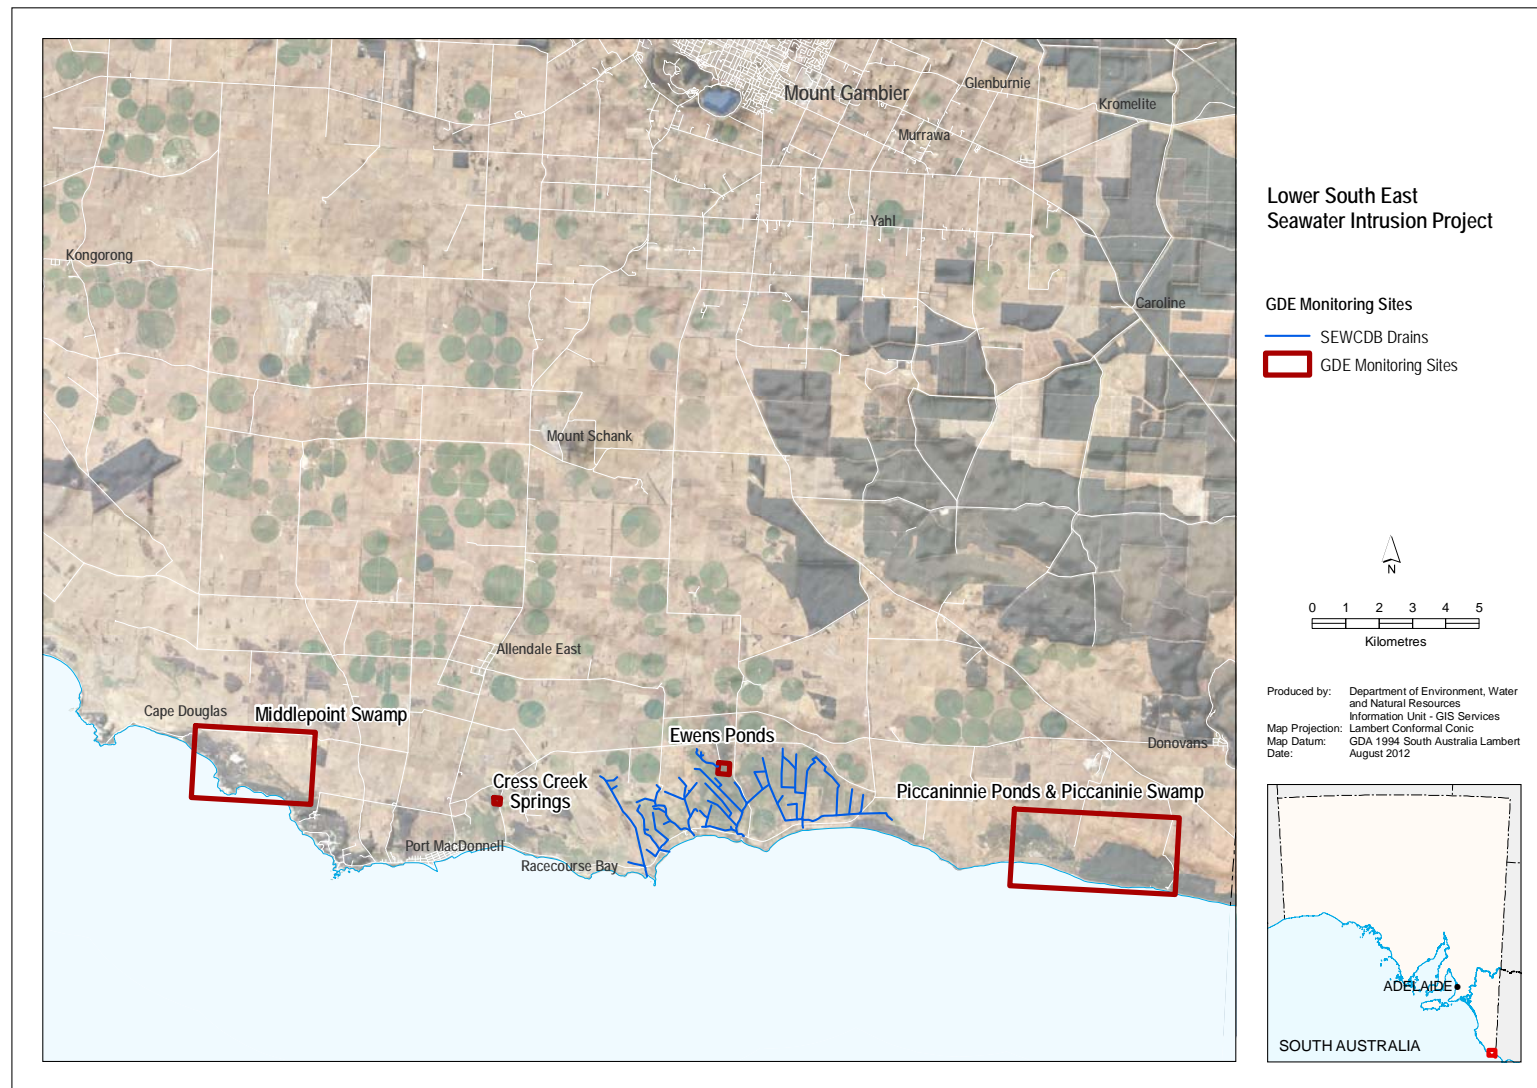 Mount Gambier
Glenburnie
Kromelite
Murrawa
Yahl
Kongorong
Caroline
Mount Schank
Allendale East
Cape Douglas
Middlepoint Swamp
Ewens Ponds
Donovans
Cress Creek
Springs
Piccaninnie Ponds & Piccaninie Swamp
Port MacDonnell
Racecourse Bay
Lower South East
Seawater Intrusion Project
GDE Monitoring Sites
SEWCDB Drains
GDE Monitoring Sites
N
0 1 2 3 4 5
Kilometres
Produced by: Department of Environment, Water
and Natural Resources
Information Unit - GIS Services
Map Projection: Lambert Conformal Conic
Map Datum: GDA 1994 South Australia Lambert
Date: August 2012
ADELAIDE
SOUTH AUSTRALIA